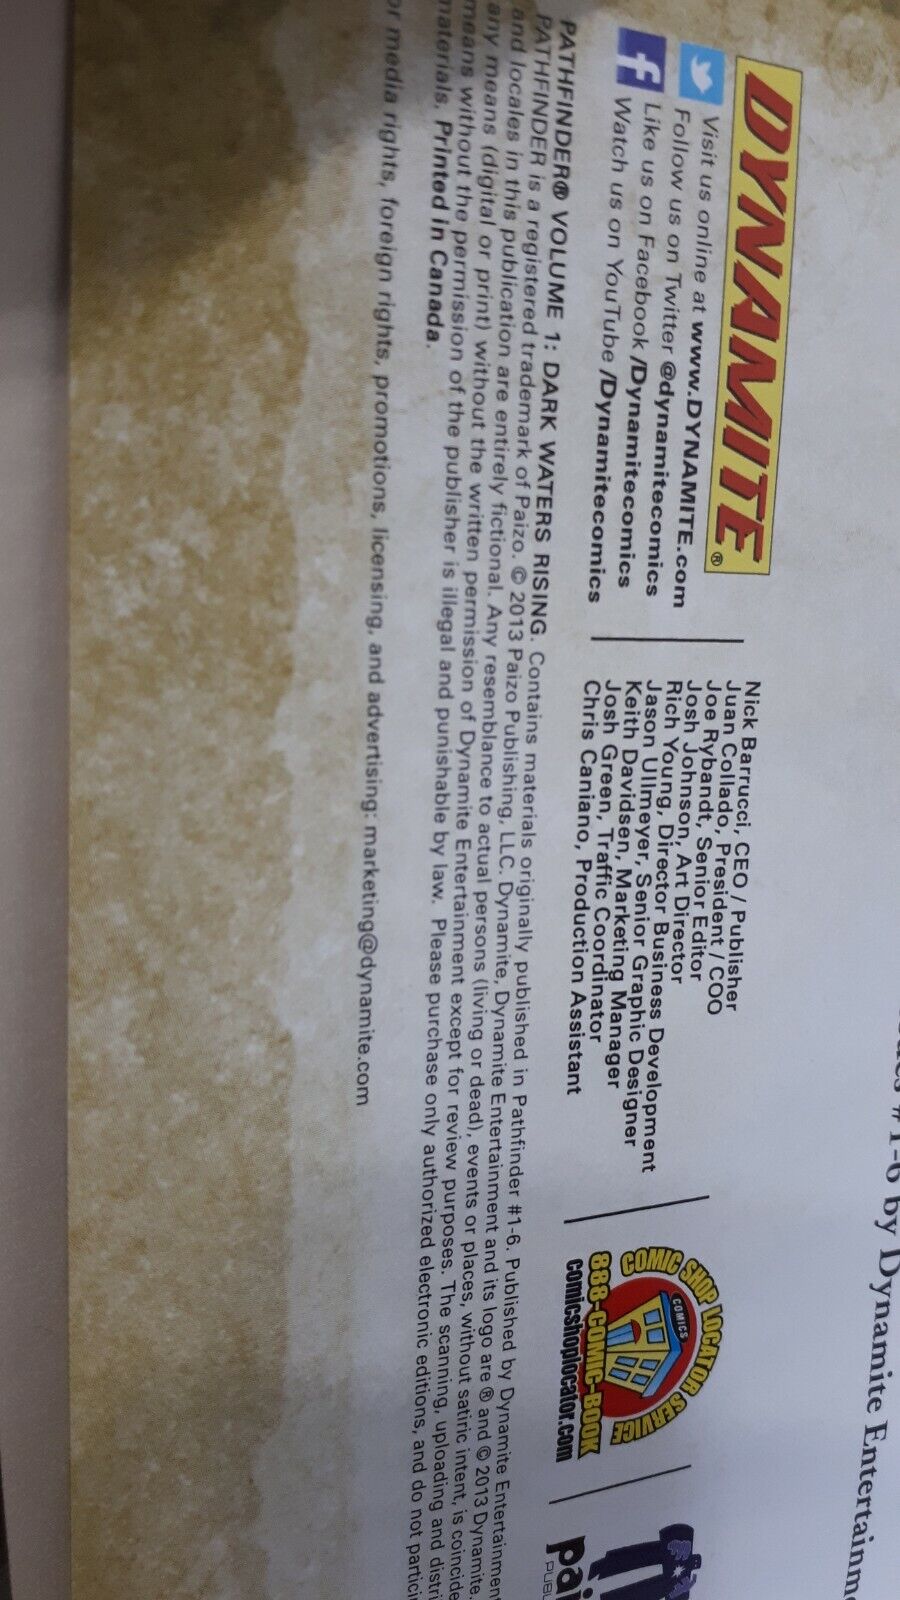 ues #1-6 by Dynamite Entertainm
DYNAMITE®
Visit us online at www.DYNAMITE.com
Follow us on Twitter @dynamitecomics
Like us on Facebook /Dynamitecomics
Watch us on YouTube /Dynamitecomics
Nick Barrucci, CEO / Publisher
Juan Collado, President / COO
Joe Rybandt, Senior Editor
Josh Johnson, Art Director
Rich Young, Director Business Development
Jason Ullmeyer, Senior Graphic Designer
Keith Davidsen, Marketing Manager
Josh Green, Traffic Coordinator
Chris Caniano, Production Assistant
COMIC SHOP LOCATOR SERVICE
COMICS
888-COMIC-BOOK
comicshoplocator.com
pai
PUBL
PATHFINDER® VOLUME 1: DARK WATERS RISING. Contains materials originally published in Pathfinder #1-6. Published by Dynamite Entertainment
PATHFINDER is a registered trademark of Paizo. © 2013 Paizo Publishing, LLC. Dynamite, Dynamite Entertainment and its logo are ® and © 2013 Dynamite.
and locales in this publication are entirely fictional. Any resemblance to actual persons (living or dead), events or places, without satiric intent, is coincide
any means (digital or print) without the written permission of Dynamite Entertainment except for review purposes. The scanning, uploading and distri
means without the permission of the publisher is illegal and punishable by law. Please purchase only authorized electronic editions, and do not partici
materials. Printed in Canada.
or media rights, foreign rights, promotions, licensing, and advertising: marketing@dynamite.com